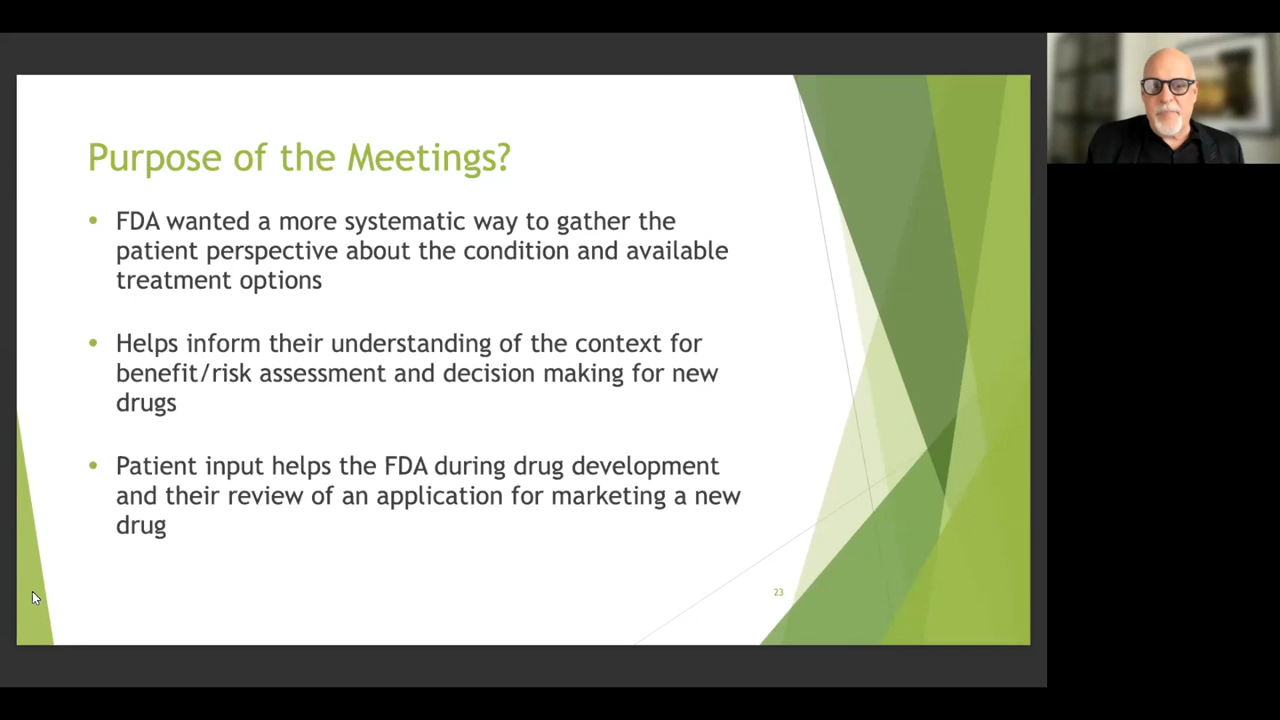 Purpose of the Meetings?
• FDA wanted a more systematic way to gather the
patient perspective about the condition and available
treatment options
• Helps inform their understanding of the context for
benefit/risk assessment and decision making for new
drugs
• Patient input helps the FDA during drug development
and their review of an application for marketing a new
drug
23